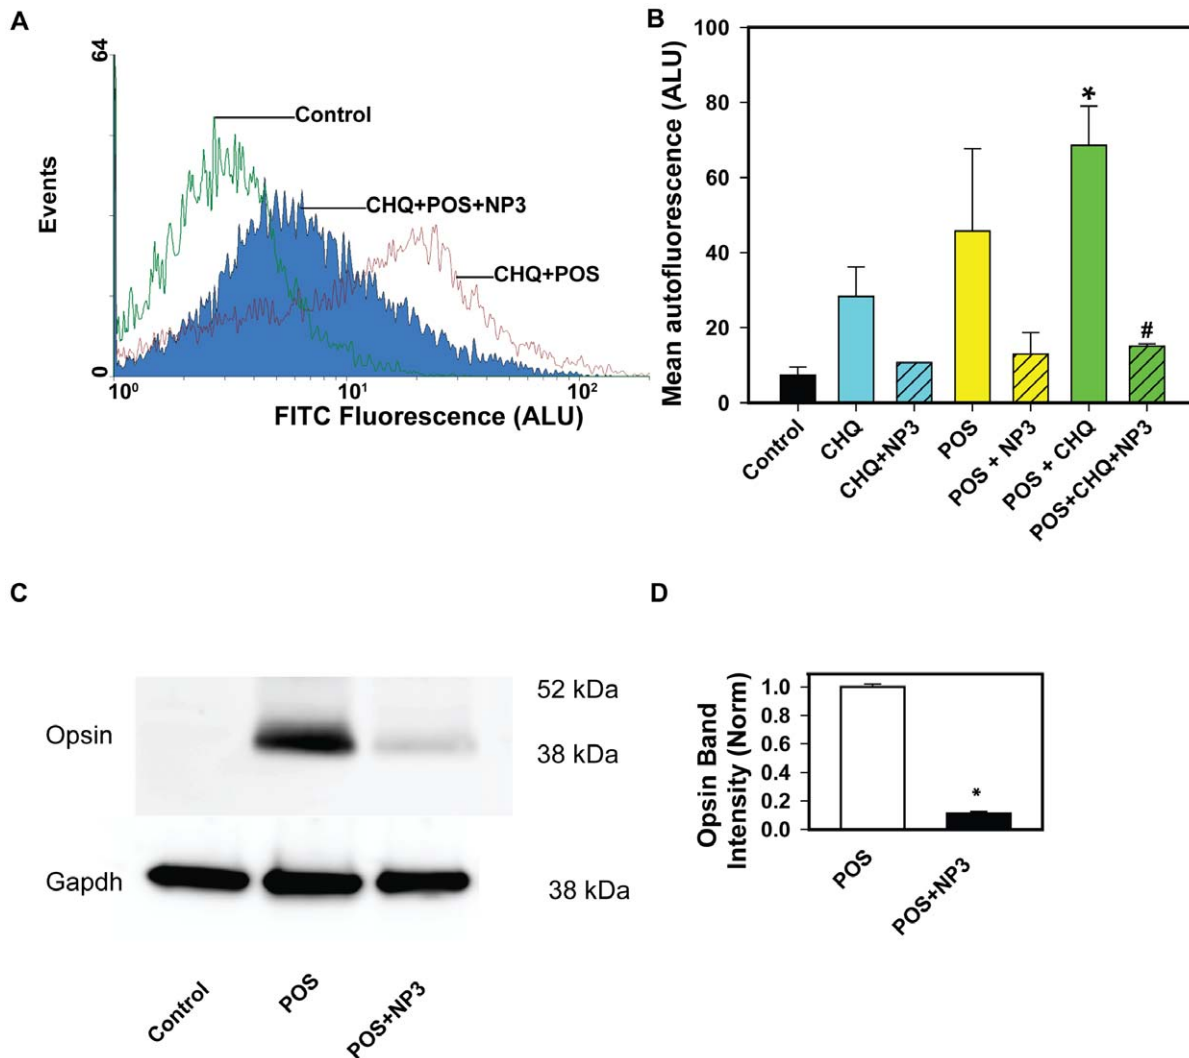 A
64
Events
0
Control
CHQ+POS+NP3
CHQ+POS
10⁰
10¹
10²
FITC Fluorescence (ALU)
B
Mean autofluorescence (ALU)
100
80
60
40
20
0
*
#
Control
CHQ
CHQ+NP3
POS
POS + NP3
POS + CHQ
POS+CHQ+NP3
C
Opsin
52 kDa
38 kDa
Gapdh
38 kDa
Control
POS
POS+NP3
D
Opsin Band
Intensity (Norm)
1.0
0.8
0.6
0.4
0.2
0.0
*
POS
POS+NP3